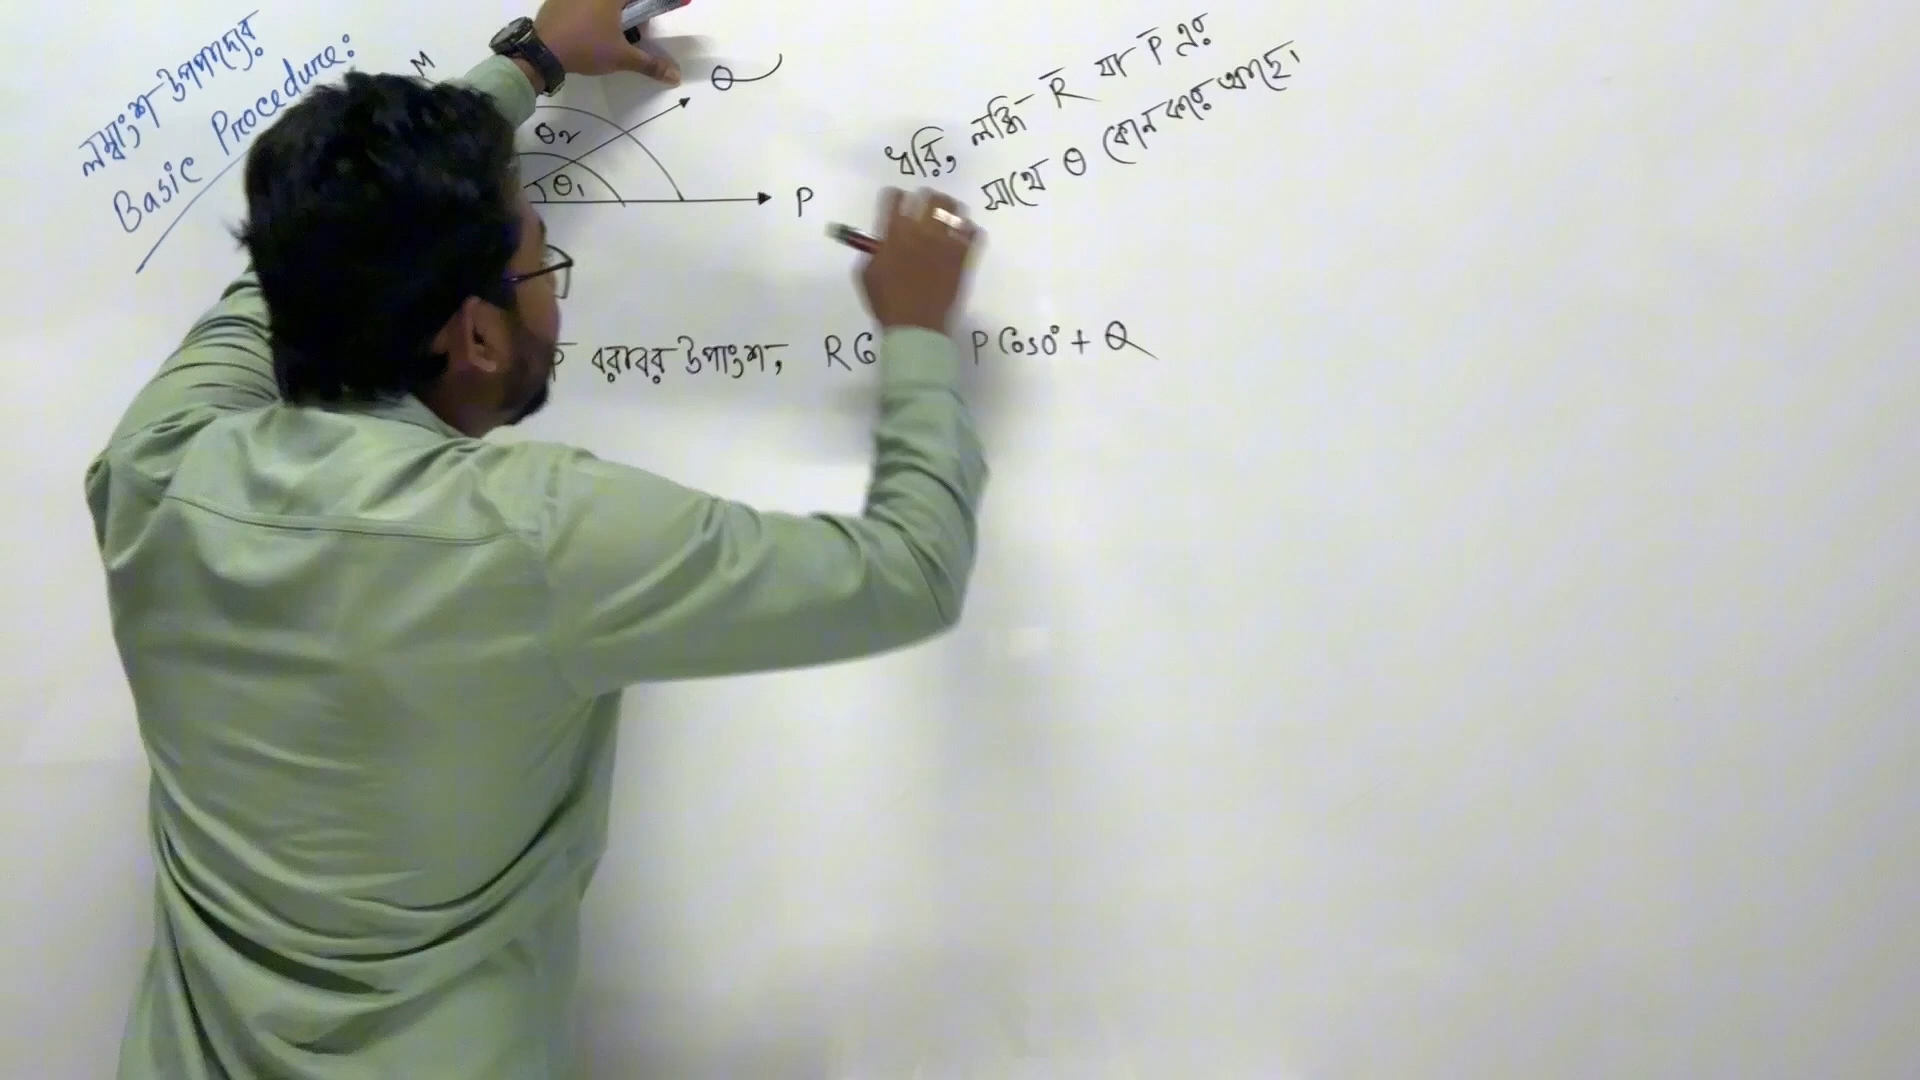 লম্বাংশ উপপাদ্যের
Basic Procedure:
M
Q
θ₂
θ₁
P
ধরি, লব্ধি R̅ যা P̅ এর
সাথে θ কোন করে আছে।
বরাবর উপাংশ, R P Cos0° + Q